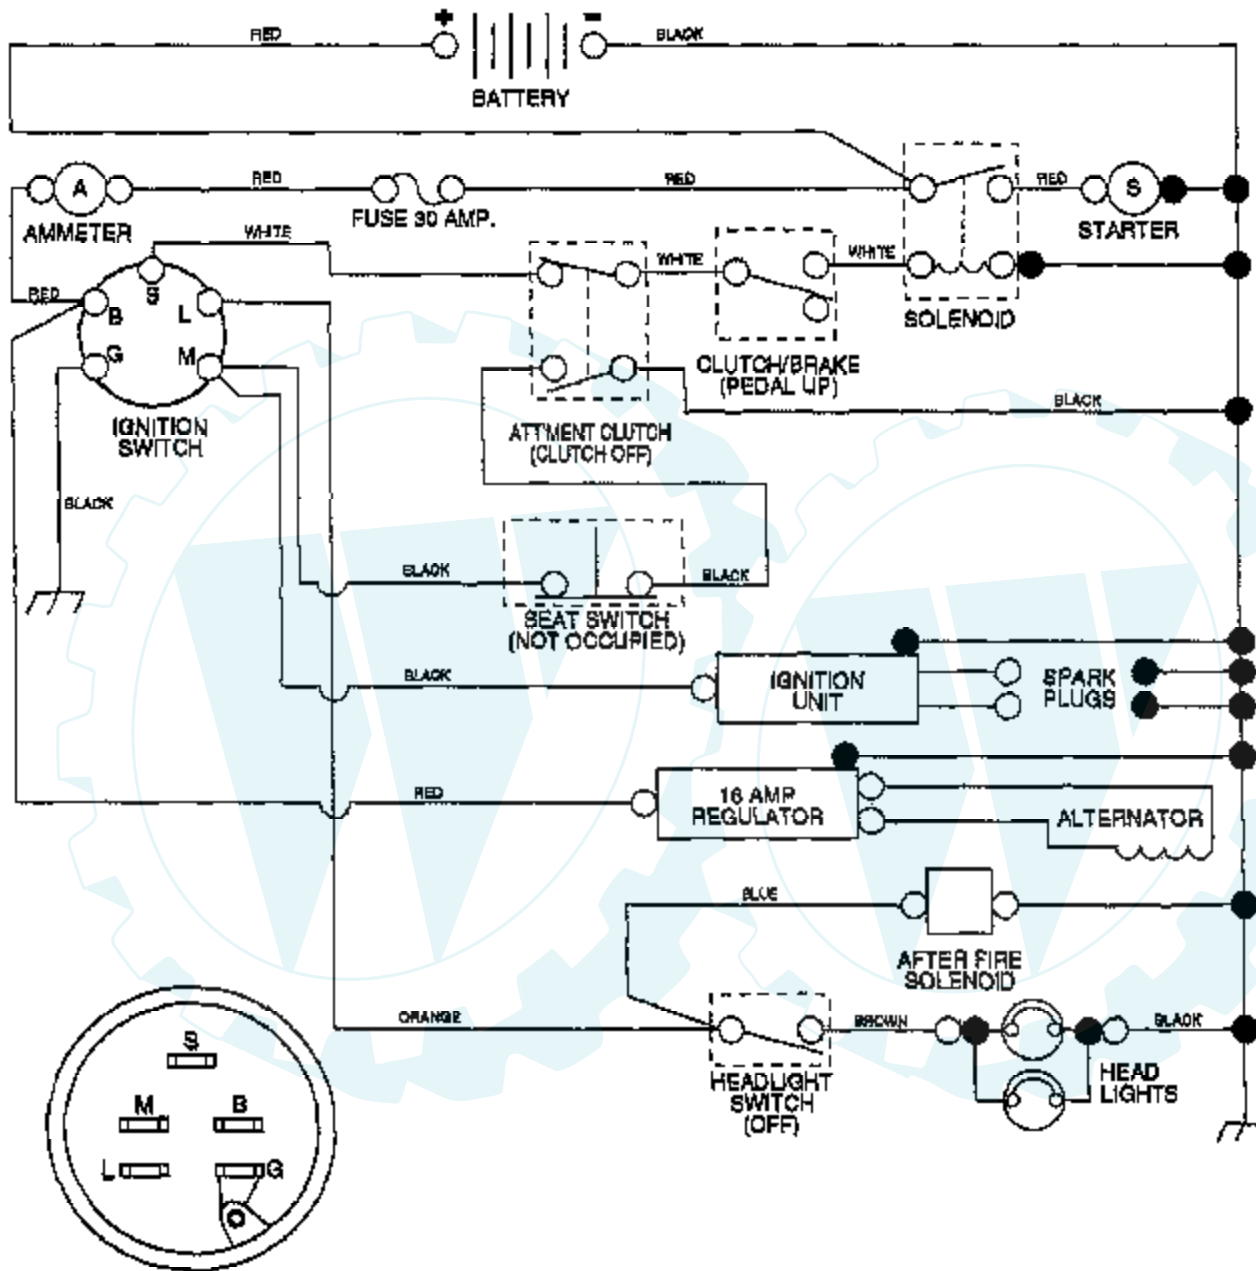 + -
RED
BLACK
BATTERY
A
RED
RED
RED
S
AMMETER
FUSE 30 AMP.
STARTER
WHITE
WHITE
WHITE
RED
S
B
L
G
M
SOLENOID
IGNITION
SWITCH
CLUTCH/BRAKE
(PEDAL UP)
BLACK
ATTMENT CLUTCH
(CLUTCH OFF)
BLACK
BLACK
BLACK
SEAT SWITCH
(NOT OCCUPIED)
BLACK
IGNITION
UNIT
SPARK
PLUGS
RED
16 AMP
REGULATOR
ALTERNATOR
BLUE
AFTER FIRE
SOLENOID
ORANGE
BROWN
BLACK
HEADLIGHT
SWITCH
(OFF)
HEAD
LIGHTS
S
M
B
L
G